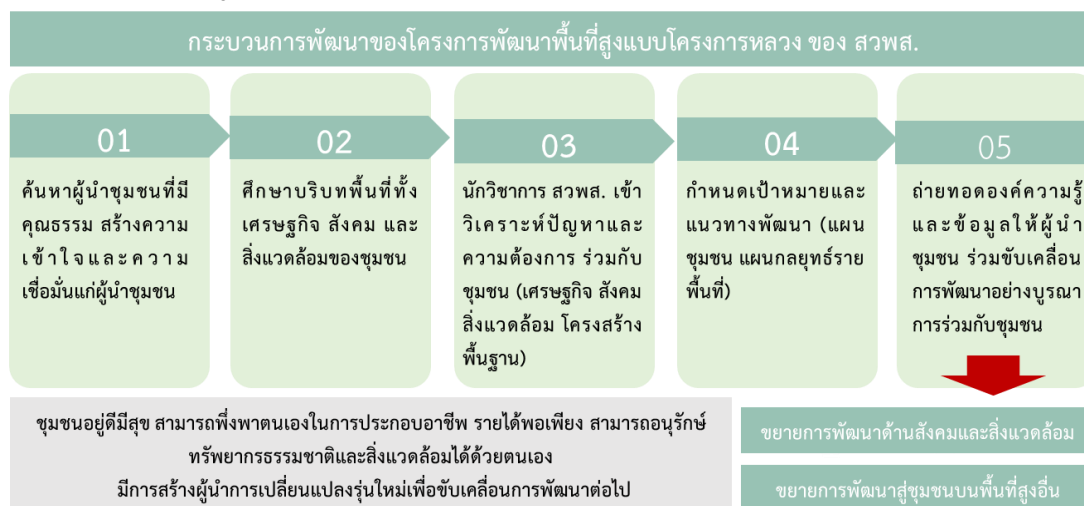 กระบวนการพัฒนาของโครงการพัฒนาพื้นที่สูงแบบโครงการหลวง ของ สวพส.
01
ค้นหาผู้นำชุมชนที่มี
คุณธรรม สร้างความ
เข้าใจและความ
เชื่อมั่นแก่ผู้นำชุมชน
02
ศึกษาบริบทพื้นที่ทั้ง
เศรษฐกิจ สังคม และ
สิ่งแวดล้อมของชุมชน
03
นักวิชาการ สวพส. เข้า
วิเคราะห์ปัญหาและ
ความต้องการ ร่วมกับ
ชุมชน (เศรษฐกิจ สังคม
สิ่งแวดล้อม โครงสร้าง
พื้นฐาน)
04
กำหนดเป้าหมายและ
แนวทางพัฒนา (แผน
ชุมชน แผนกลยุทธ์ราย
พื้นที่)
05
ถ่ายทอดองค์ความรู้
และข้อมูลให้ผู้นำ
ชุมชน ร่วมขับเคลื่อน
การพัฒนาอย่างบูรณา
การร่วมกับชุมชน
ชุมชนอยู่ดีมีสุข สามารถพึ่งพาตนเองในการประกอบอาชีพ รายได้พอเพียง สามารถอนุรักษ์
ทรัพยากรธรรมชาติและสิ่งแวดล้อมได้ด้วยตนเอง
มีการสร้างผู้นำการเปลี่ยนแปลงรุ่นใหม่เพื่อขับเคลื่อนการพัฒนาต่อไป
ขยายการพัฒนาด้านสังคมและสิ่งแวดล้อม
ขยายการพัฒนาสู่ชุมชนบนพื้นที่สูงอื่น